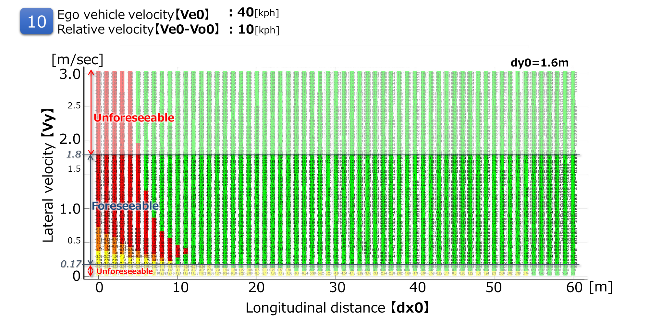 10
Ego vehicle velocity【Ve0】 : 40[kph]
Relative velocity【Ve0-Vo0】 : 10[kph]
[m/sec]
dy0=1.6m
3.0
2.5
Unforeseeable
2.0
1.8
1.5
Foreseeable
1.0
0.5
0.17
Unforeseeable
0
Lateral velocity【Vy】
0 10 20 30 40 50 60 [m]
Longitudinal distance【dx0】